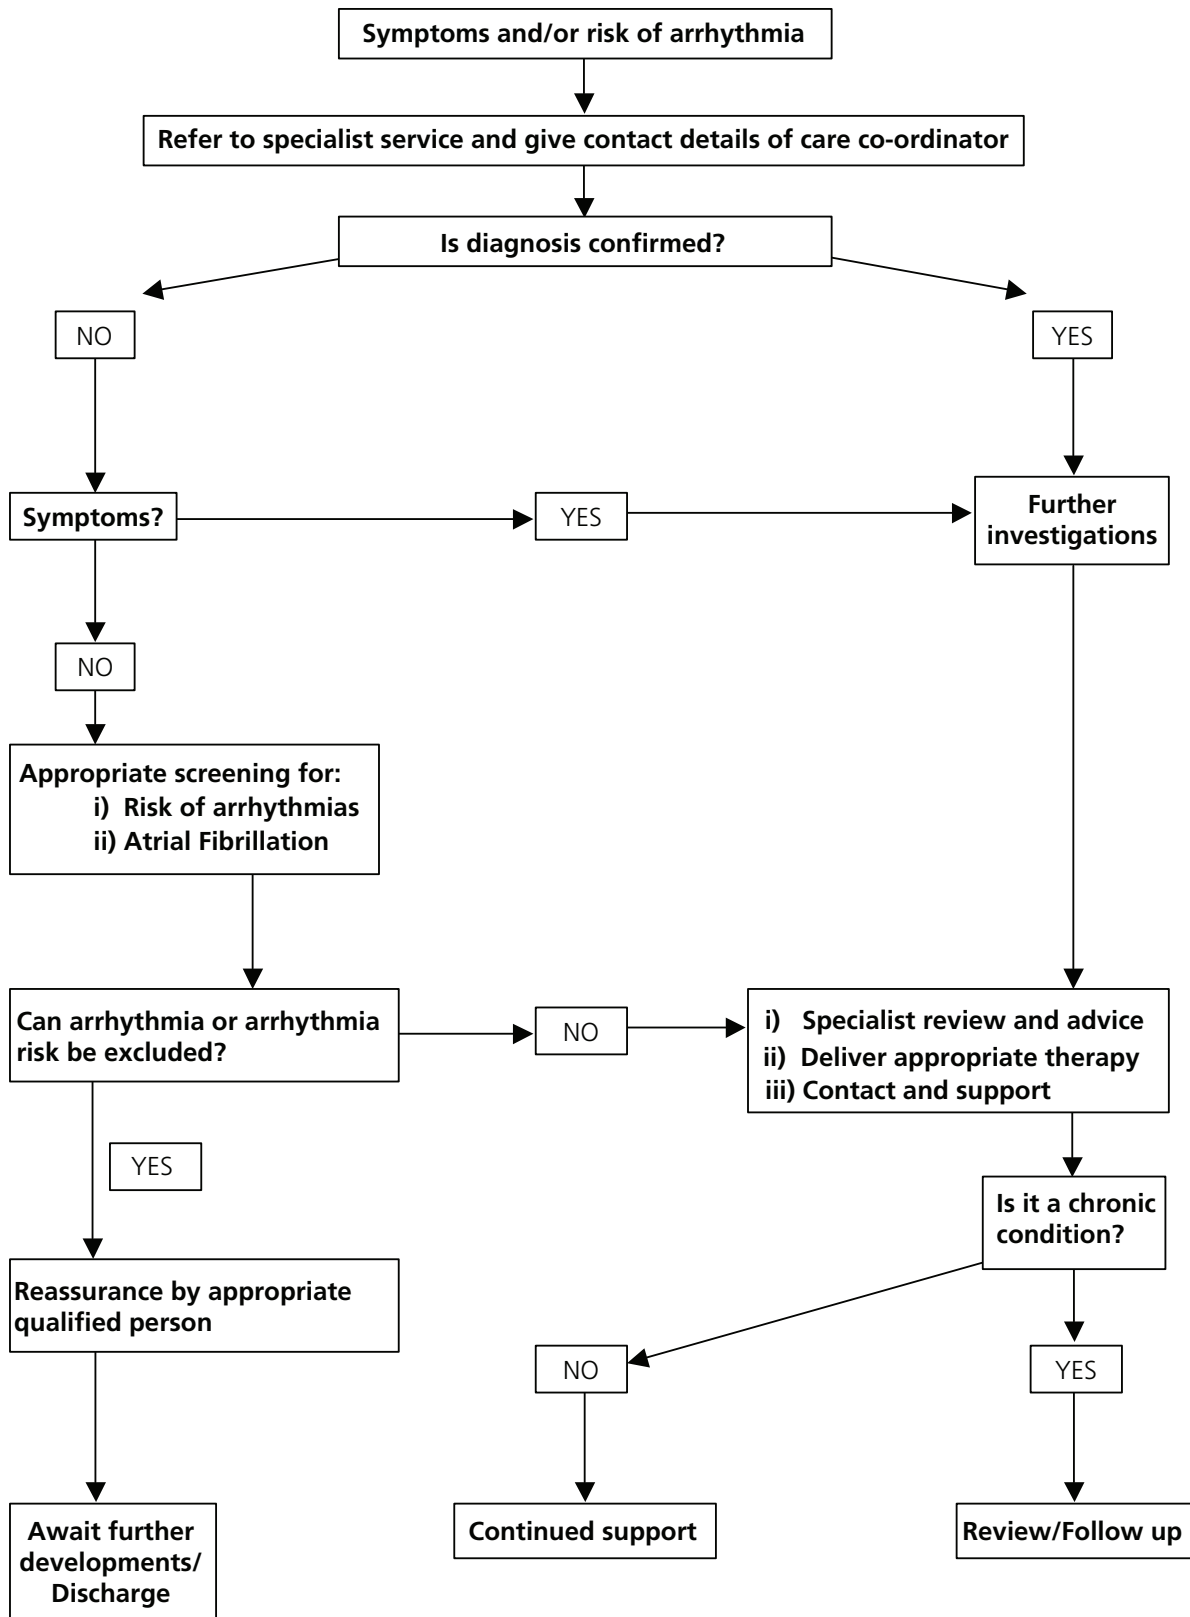 Symptoms and/or risk of arrhythmia
Refer to specialist service and give contact details of care co-ordinator
Is diagnosis confirmed?
NO
YES
Symptoms?
YES
Further
investigations
NO
Appropriate screening for:
i) Risk of arrhythmias
ii) Atrial Fibrillation
Can arrhythmia or arrhythmia
risk be excluded?
NO
i) Specialist review and advice
ii) Deliver appropriate therapy
iii) Contact and support
YES
Is it a chronic
condition?
Reassurance by appropriate
qualified person
NO
YES
Await further
developments/
Discharge
Continued support
Review/Follow up